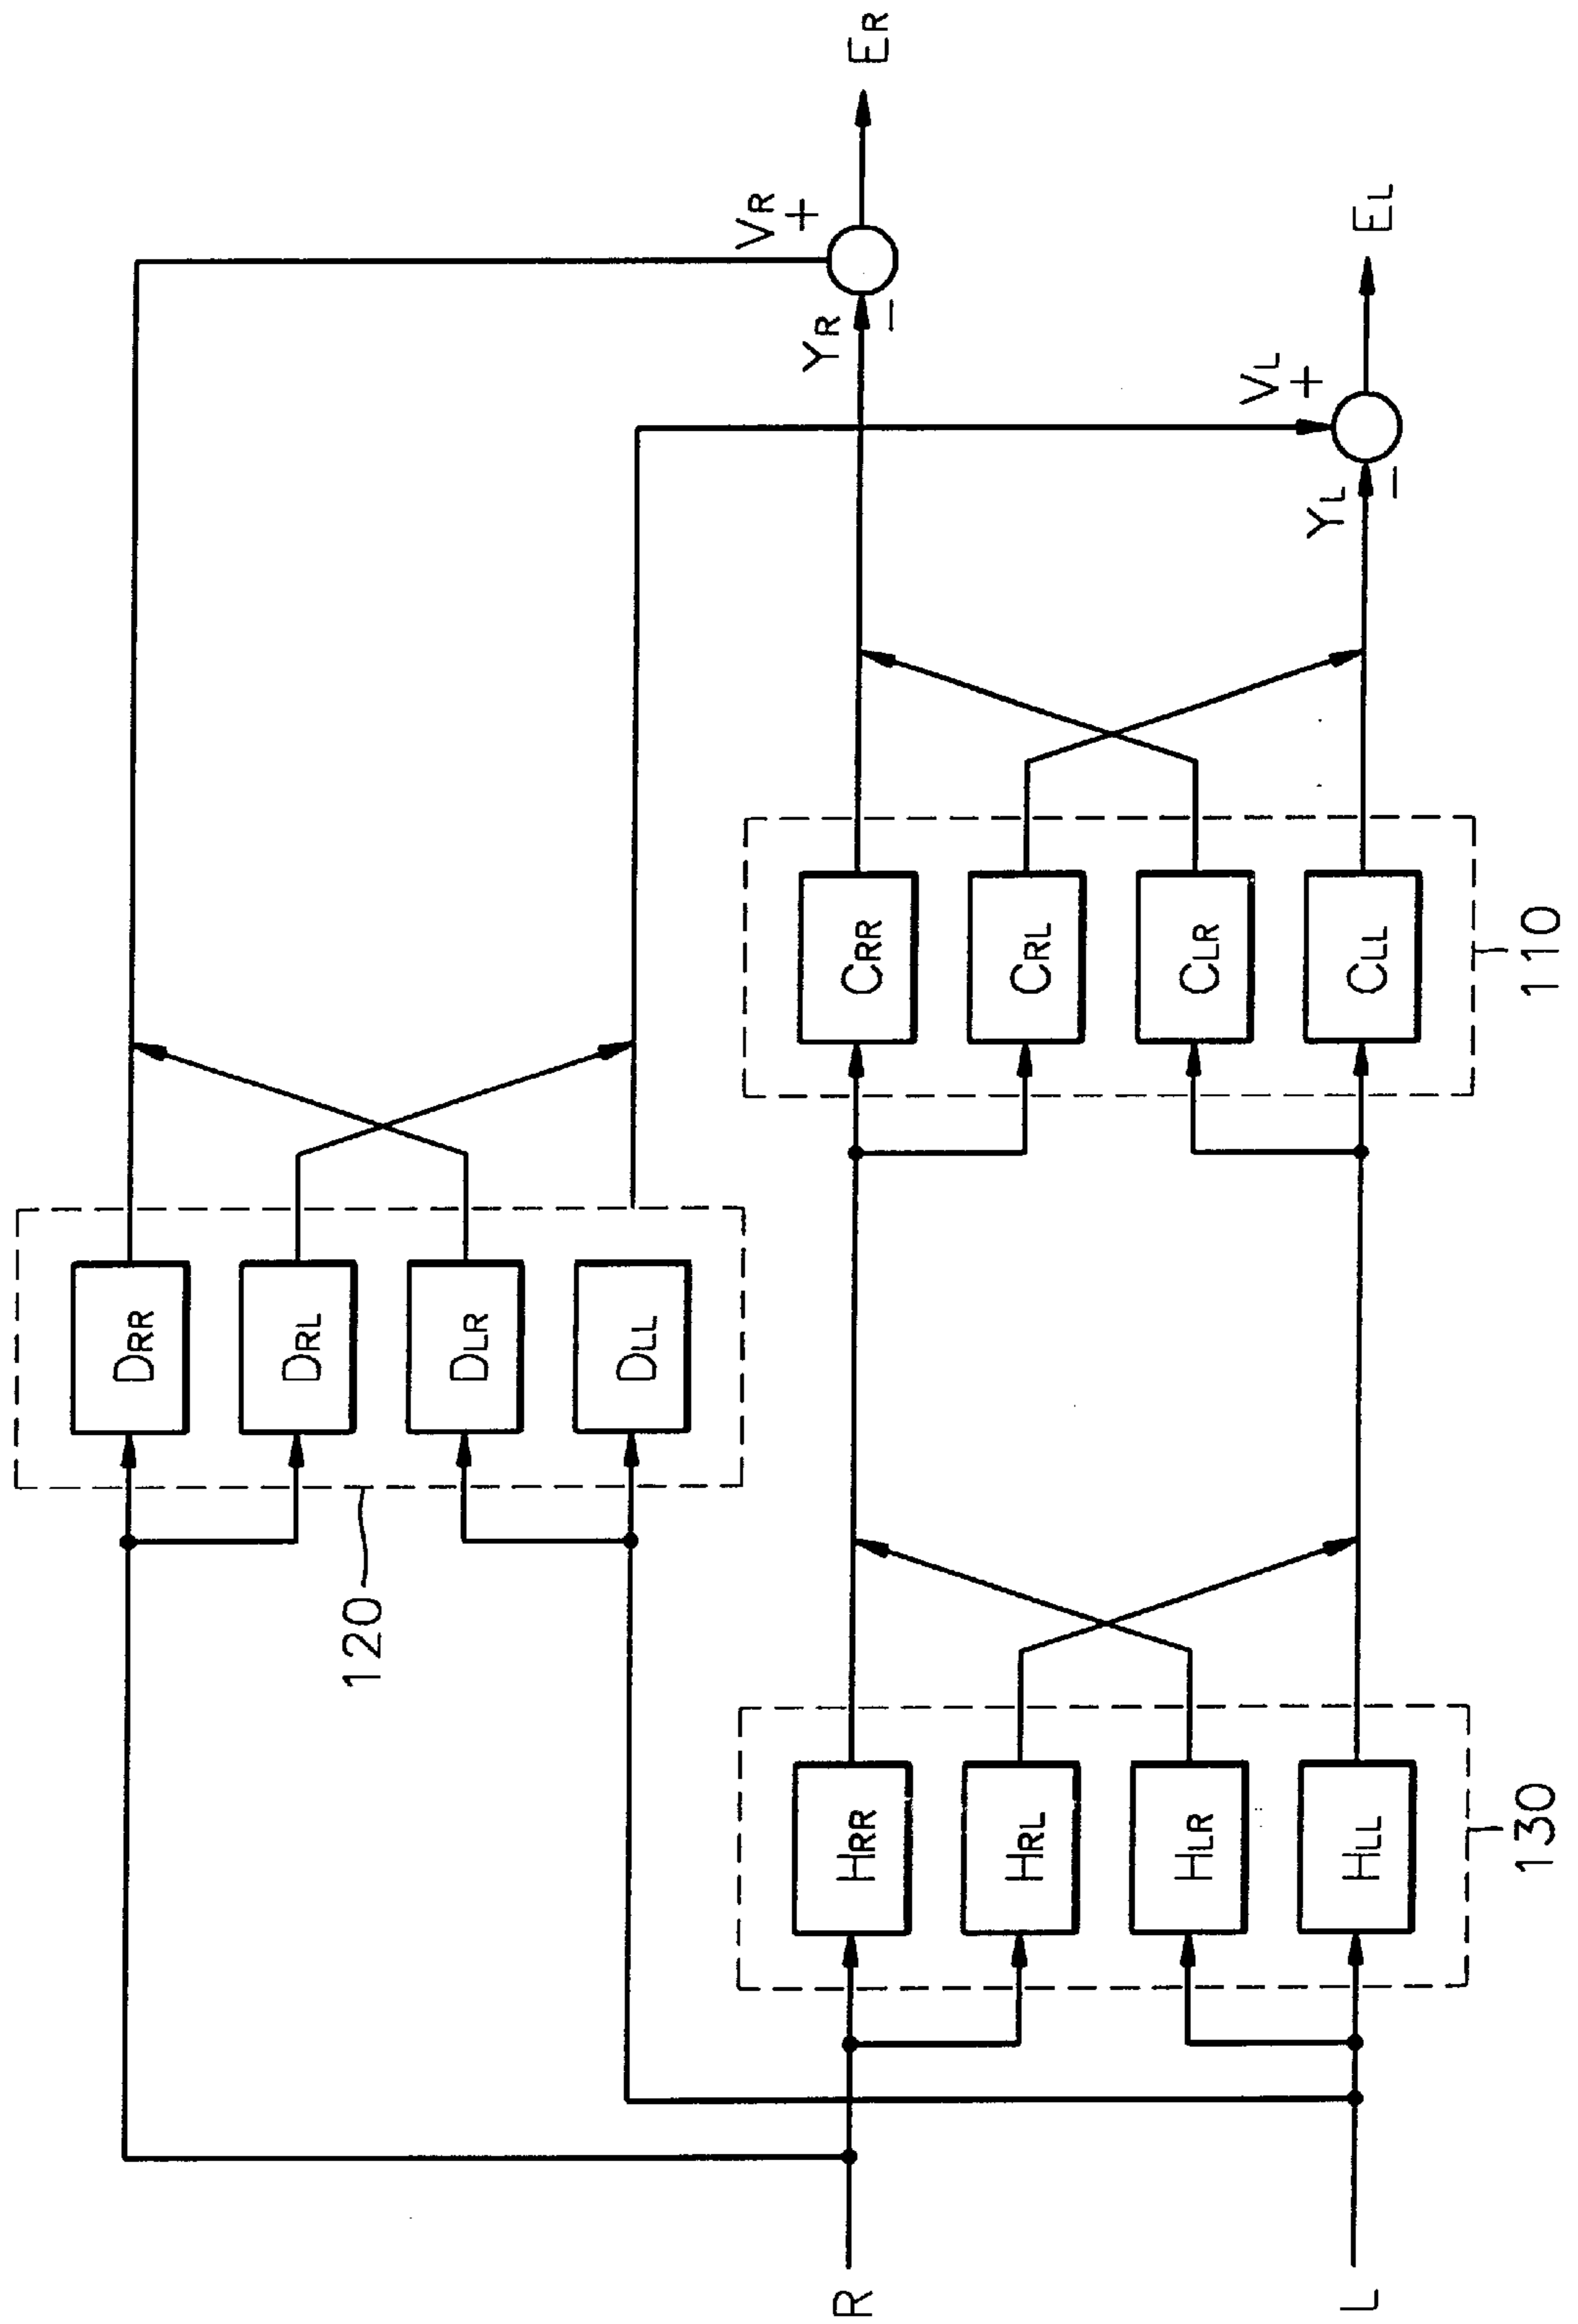 DRR
DRL
DLR
DLL
120
VR
+
ER
YR
−
VL
+
EL
YL
−
HRR
HRL
HLR
HLL
130
CRR
CRL
CLR
CLL
110
R
L